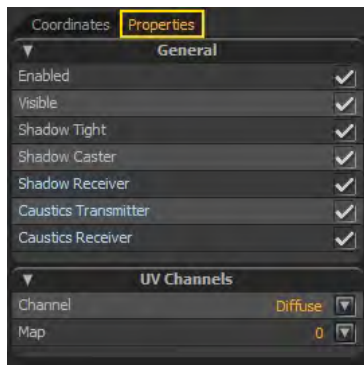 Coordinates Properties
General
Enabled
Visible
Shadow Tight
Shadow Caster
Shadow Receiver
Caustics Transmitter
Caustics Receiver
UV Channels
Channel Diffuse
Map 0